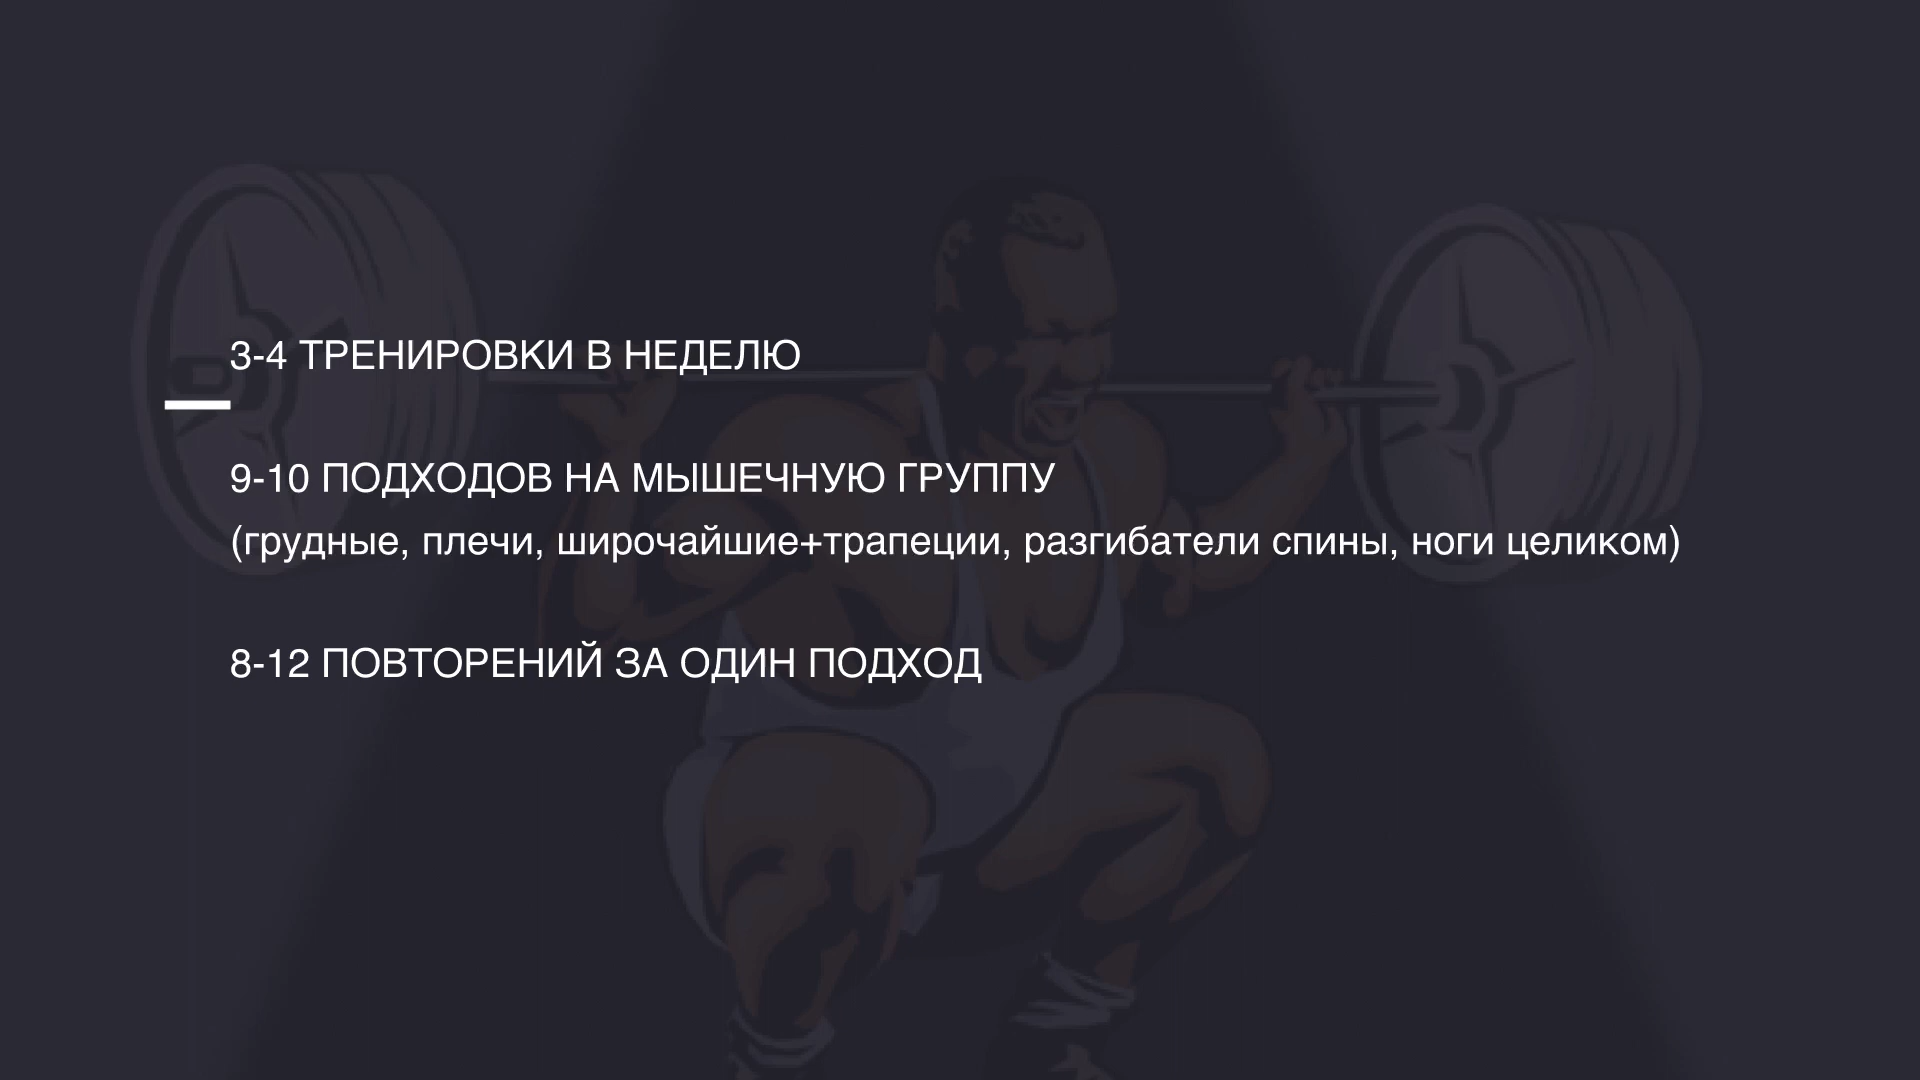 3-4 ТРЕНИРОВКИ В НЕДЕЛЮ
9-10 ПОДХОДОВ НА МЫШЕЧНУЮ ГРУППУ
(грудные, плечи, широчайшие+трапеции, разгибатели спины, ноги целиком)
8-12 ПОВТОРЕНИЙ ЗА ОДИН ПОДХОД